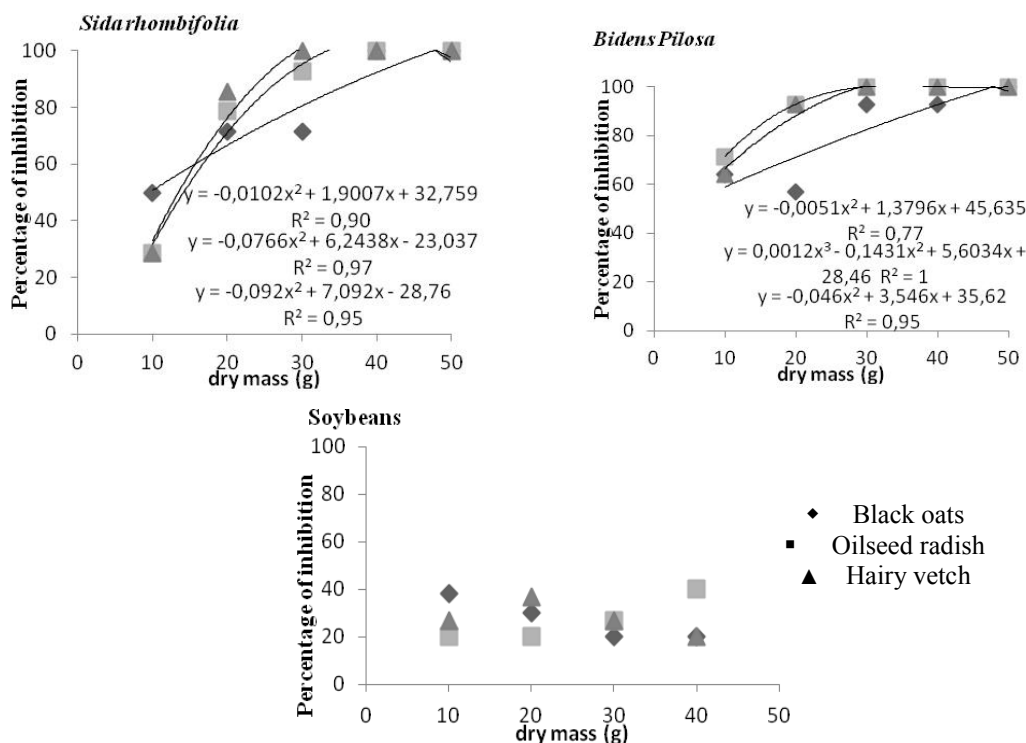 Sida rhombifolia
100
80
60
40
20
0
Percentage of inhibition
y = -0,0102x² + 1,9007x + 32,759
R² = 0,90
y = -0,0766x² + 6,2438x - 23,037
R² = 0,97
y = -0,092x² + 7,092x - 28,76
R² = 0,95
0 10 20 30 40 50
dry mass (g)
Bidens Pilosa
100
80
60
40
20
0
Percentage of inhibition
y = -0,0051x² + 1,3796x + 45,635
R² = 0,77
y = 0,0012x³ - 0,1431x² + 5,6034x +
28,46 R² = 1
y = -0,046x² + 3,546x + 35,62
R² = 0,95
0 10 20 30 40 50
dry mass (g)
Soybeans
100
80
60
40
20
0
Percentage of inhibition
0 10 20 30 40 50
dry mass (g)
Black oats
Oilseed radish
Hairy vetch